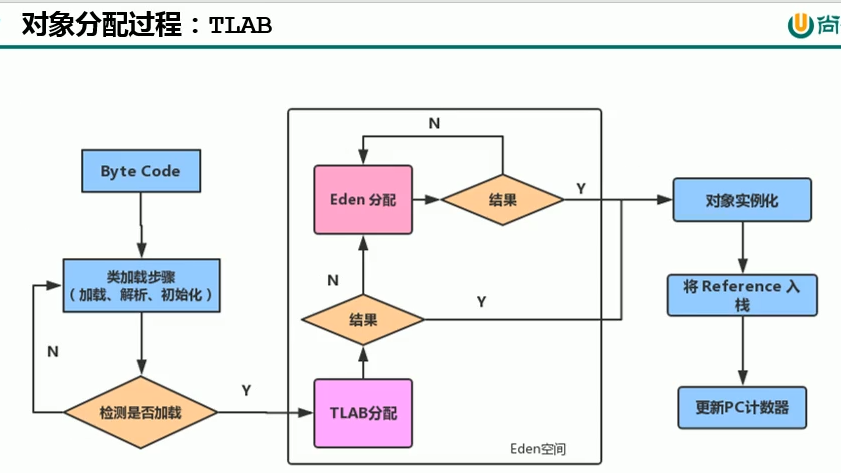 对象分配过程：TLAB
尚
Byte Code
类加载步骤
（加载、解析、初始化）
N
检测是否加载
Y
N
Eden 分配
结果
Y
N
结果
Y
TLAB分配
Eden空间
对象实例化
将 Reference 入
栈
更新PC计数器